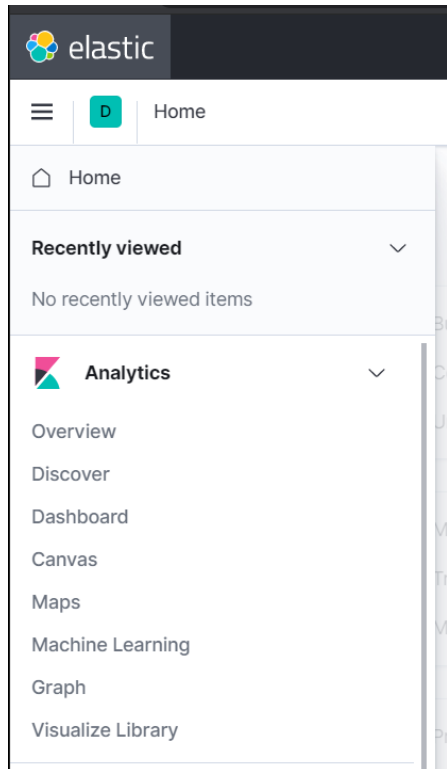 elastic
D Home
Home
Recently viewed
No recently viewed items
Analytics
Overview
Discover
Dashboard
Canvas
Maps
Machine Learning
Graph
Visualize Library